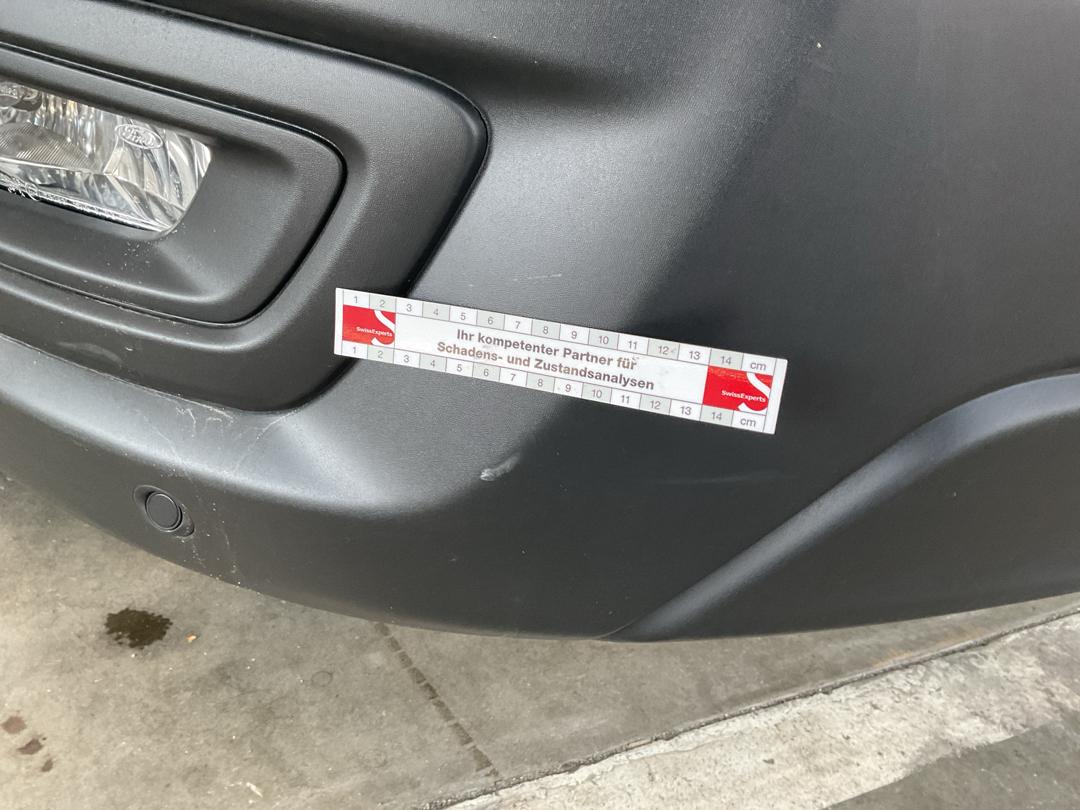 Ford
1 2 3 4 5 6 7 8 9 10 11 12 13 14 cm
SwissExperts
Ihr kompetenter Partner für
Schadens- und Zustandsanalysen
SwissExperts
1 2 3 4 5 6 7 8 9 10 11 12 13 14 cm